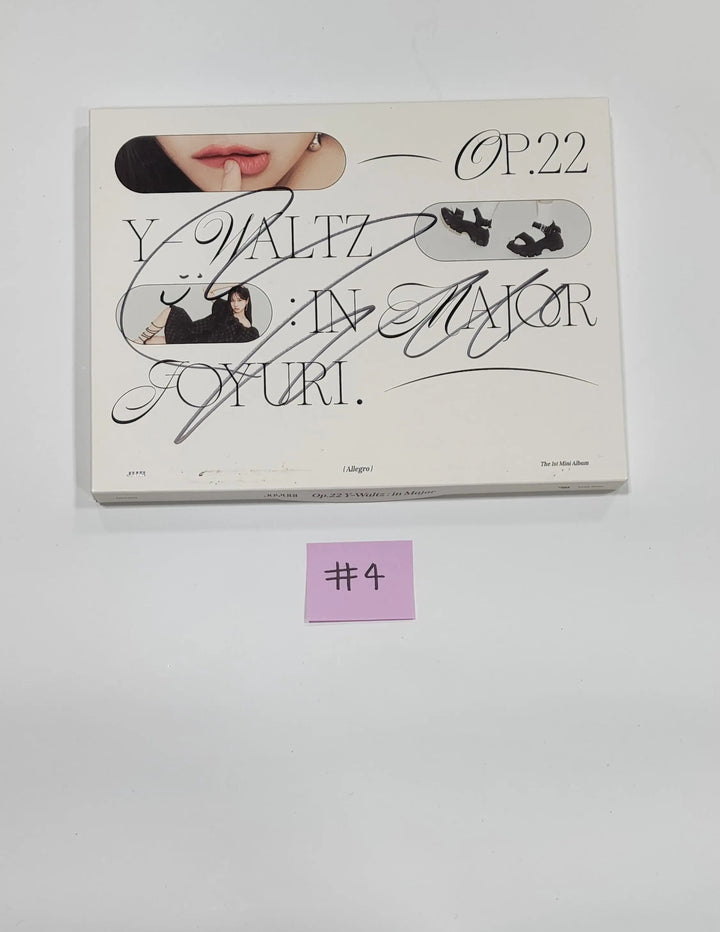 OP.22
Y-WALTZ
: IN MAJOR
JOYURI.
[Allegro]
The 1st Mini Album
JOYURI Op.22 Y-Waltz : in Major
#4